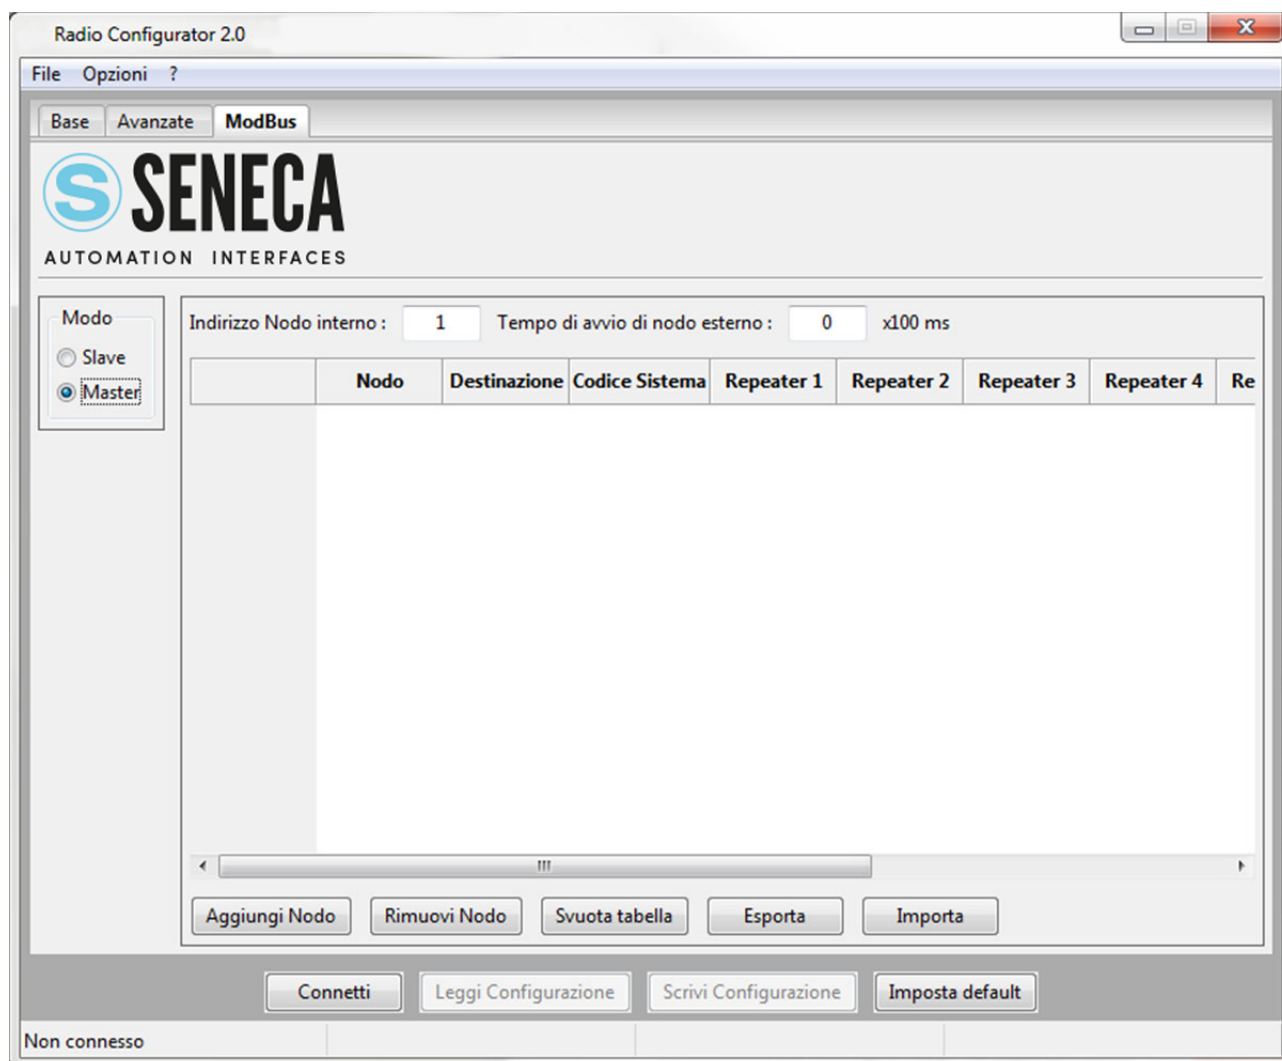 Radio Configurator 2.0
File Opzioni ?
Base Avanzate ModBus
S SENECA
AUTOMATION INTERFACES
Modo
Slave
Master
Indirizzo Nodo interno : 1 Tempo di avvio di nodo esterno : 0 x100 ms
Nodo Destinazione Codice Sistema Repeater 1 Repeater 2 Repeater 3 Repeater 4 Re
Aggiungi Nodo Rimuovi Nodo Svuota tabella Esporta Importa
Connetti Leggi Configurazione Scrivi Configurazione Imposta default
Non connesso